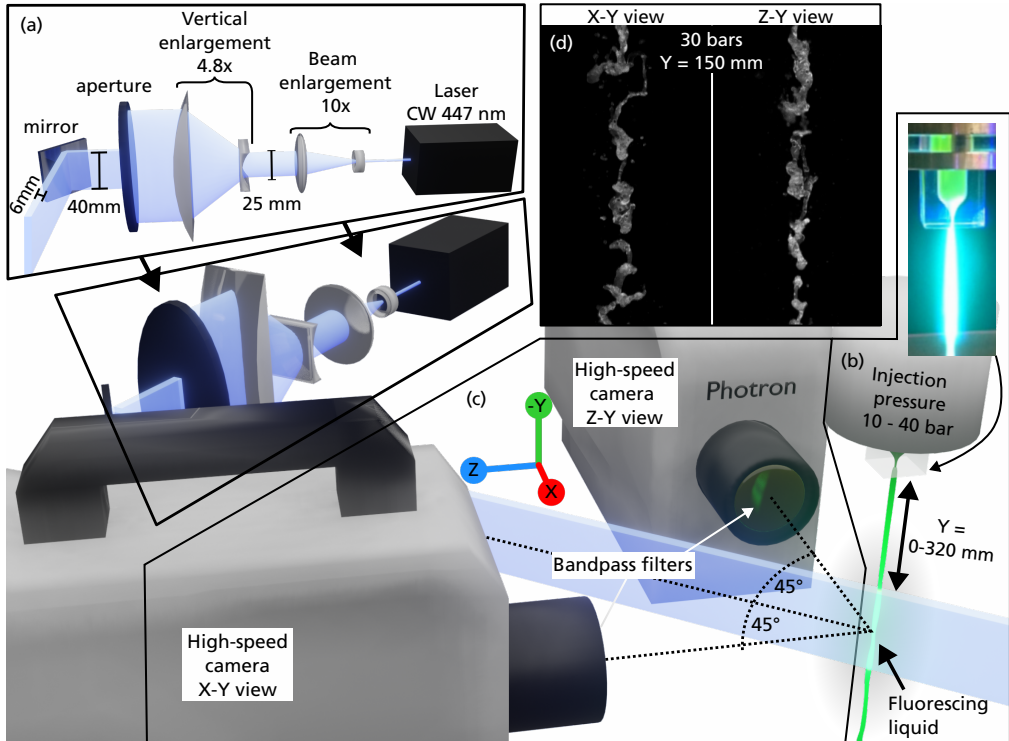 (a)
Vertical
enlargement
4.8x
Beam
enlargement
10x
Laser
CW 447 nm
aperture
mirror
6mm
40mm
25 mm
X-Y view
Z-Y view
(d)
30 bars
Y = 150 mm
(b)
Injection
pressure
10 - 40 bar
High-speed
camera
Z-Y view
(c)
Photron
-Y
Z
X
Y =
0-320 mm
Bandpass filters
45°
45°
High-speed
camera
X-Y view
Fluorescing
liquid